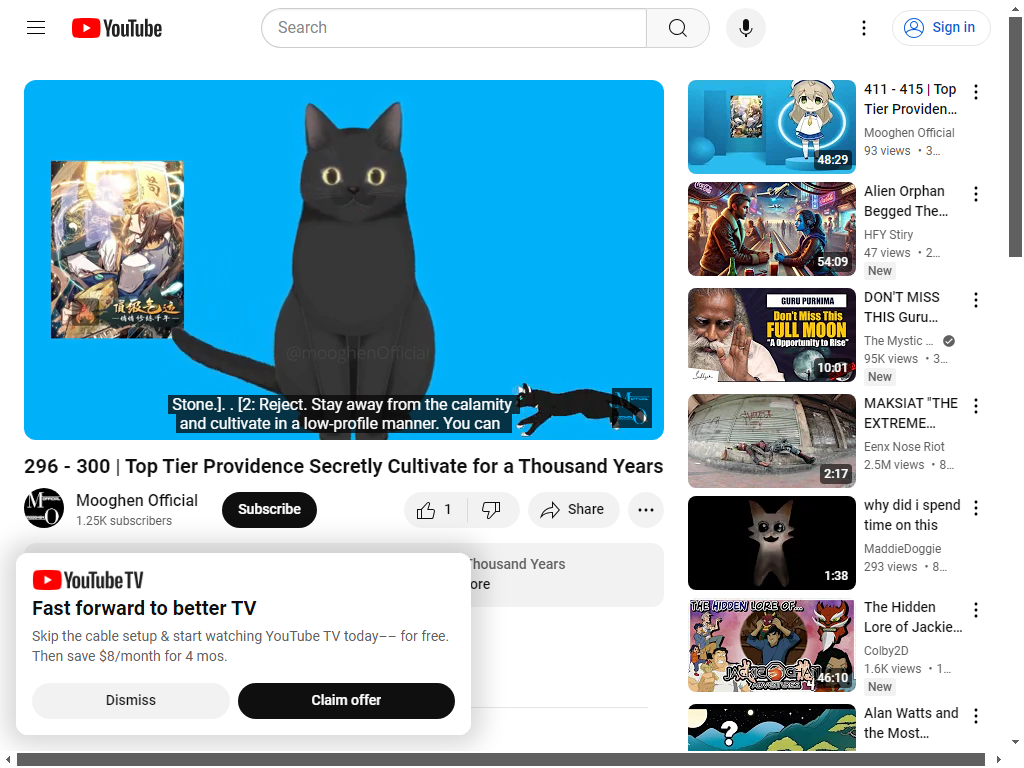 YouTube
Search
Sign in
@mooghenOfficial
Stone.]. . [2: Reject. Stay away from the calamity
and cultivate in a low-profile manner. You can
296 - 300 | Top Tier Providence Secretly Cultivate for a Thousand Years
Mooghen Official
1.25K subscribers
Subscribe
1
Share
Thousand Years
ore
YouTube TV
Fast forward to better TV
Skip the cable setup & start watching YouTube TV today–– for free.
Then save $8/month for 4 mos.
Dismiss
Claim offer
48:29
411 - 415 | Top
Tier Providen…
Mooghen Official
93 views • 3…
54:09
Alien Orphan
Begged The…
HFY Stiry
47 views • 2…
New
GURU PURNIMA
Don't Miss This
FULL MOON
"A Opportunity to Rise"
10:01
DON'T MISS
THIS Guru…
The Mystic …
95K views • 3…
New
2:17
MAKSIAT "THE
EXTREME…
Eenx Nose Riot
2.5M views • 8…
1:38
why did i spend
time on this
MaddieDoggie
293 views • 8…
THE HIDDEN LORE OF...
JACKIE CHAN
ADVENTURES
46:10
The Hidden
Lore of Jackie…
Colby2D
1.6K views • 1…
New
?
Alan Watts and
the Most…